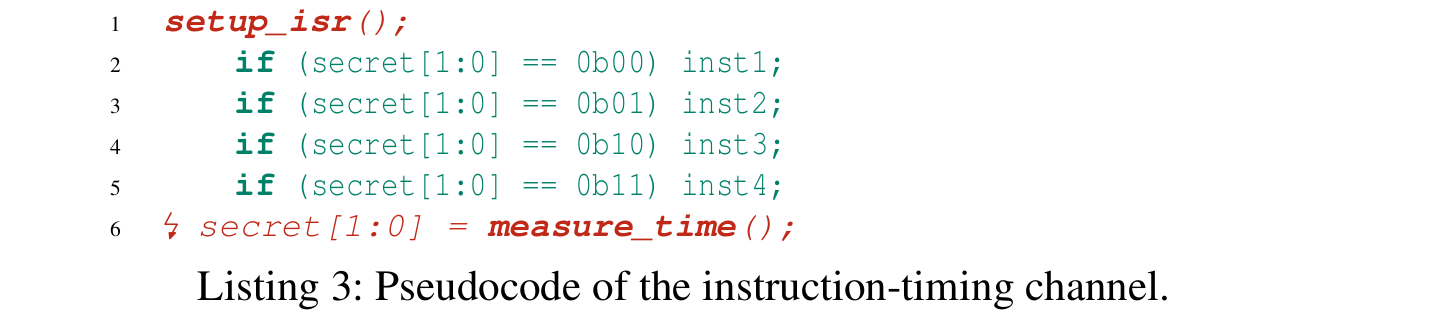 1 setup_isr();
2 if (secret[1:0] == 0b00) inst1;
3 if (secret[1:0] == 0b01) inst2;
4 if (secret[1:0] == 0b10) inst3;
5 if (secret[1:0] == 0b11) inst4;
6 ↯ secret[1:0] = measure_time();
Listing 3: Pseudocode of the instruction-timing channel.